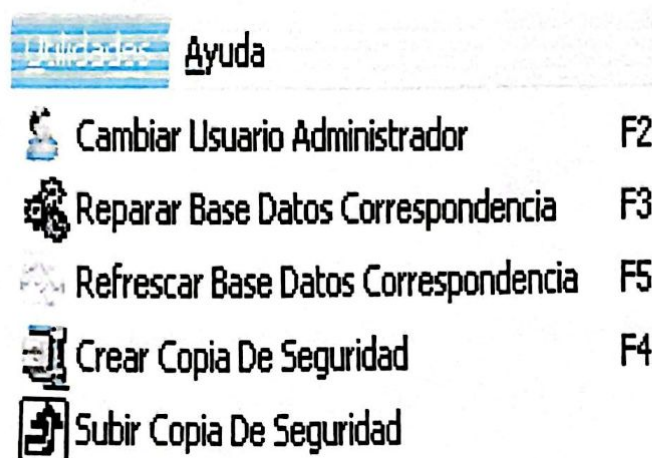 Utilidades Ayuda
Cambiar Usuario Administrador F2
Reparar Base Datos Correspondencia F3
Refrescar Base Datos Correspondencia F5
Crear Copia De Seguridad F4
Subir Copia De Seguridad